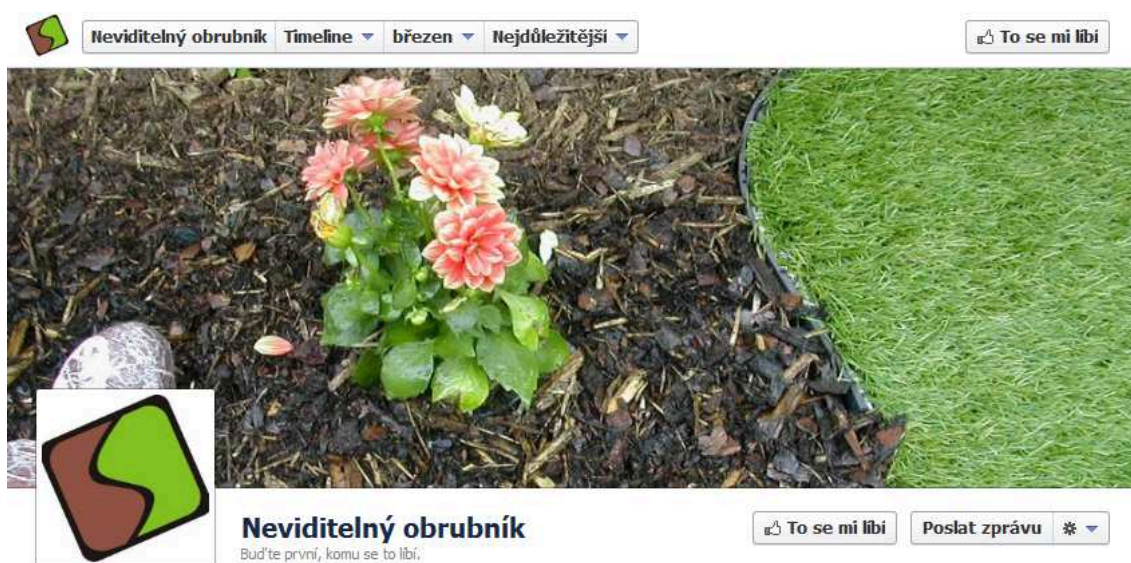 Neviditelný obrubník Timeline březen Nejdůležitější To se mi líbí
Neviditelný obrubník To se mi líbí Poslat zprávu
Buďte první, komu se to líbí.